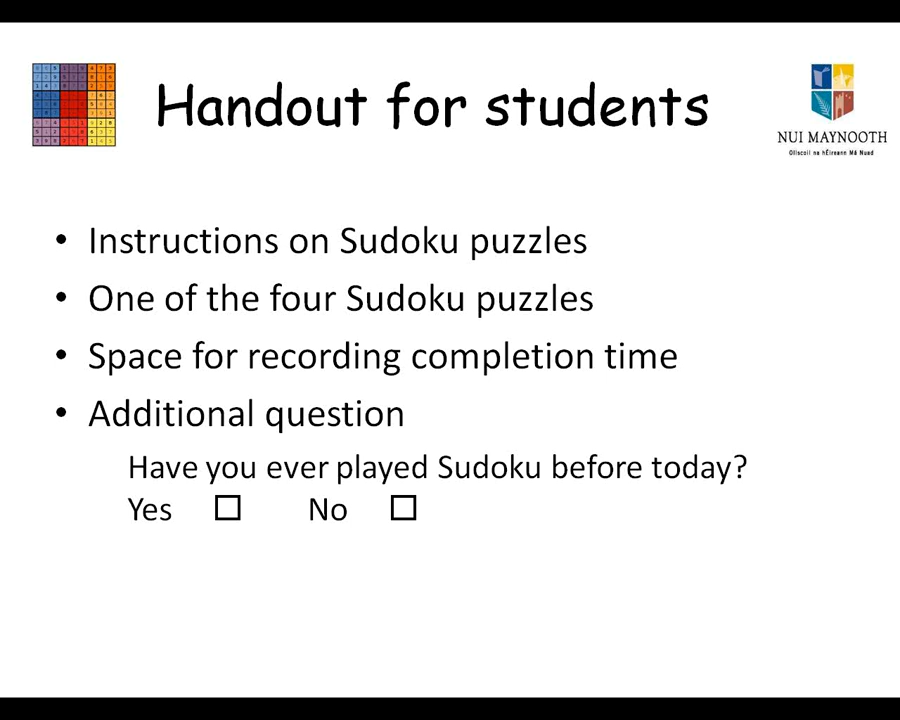 Handout for students
NUI MAYNOOTH
Ollscoil na hÉireann Má Nuad
• Instructions on Sudoku puzzles
• One of the four Sudoku puzzles
• Space for recording completion time
• Additional question
Have you ever played Sudoku before today?
Yes ☐ No ☐